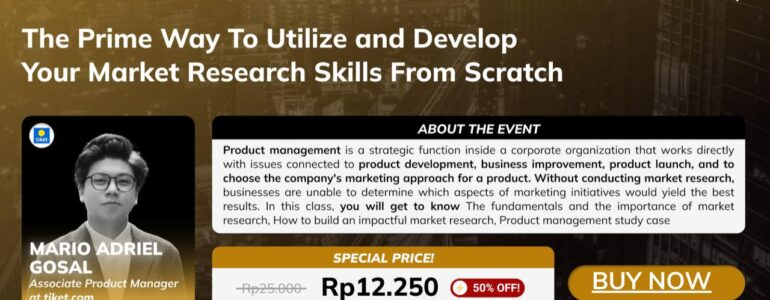 The Prime Way To Utilize and Develop
Your Market Research Skills From Scratch
tiket
MARIO ADRIEL
GOSAL
Associate Product Manager
at tiket.com
ABOUT THE EVENT
Product management is a strategic function inside a corporate organization that works directly
with issues connected to product development, business improvement, product launch, and to
choose the company's marketing approach for a product. Without conducting market research,
businesses are unable to determine which aspects of marketing initiatives would yield the best
results. In this class, you will get to know The fundamentals and the importance of market
research, How to build an impactful market research, Product management study case
SPECIAL PRICE!
Rp25.000 Rp12.250 50% OFF!
BUY NOW